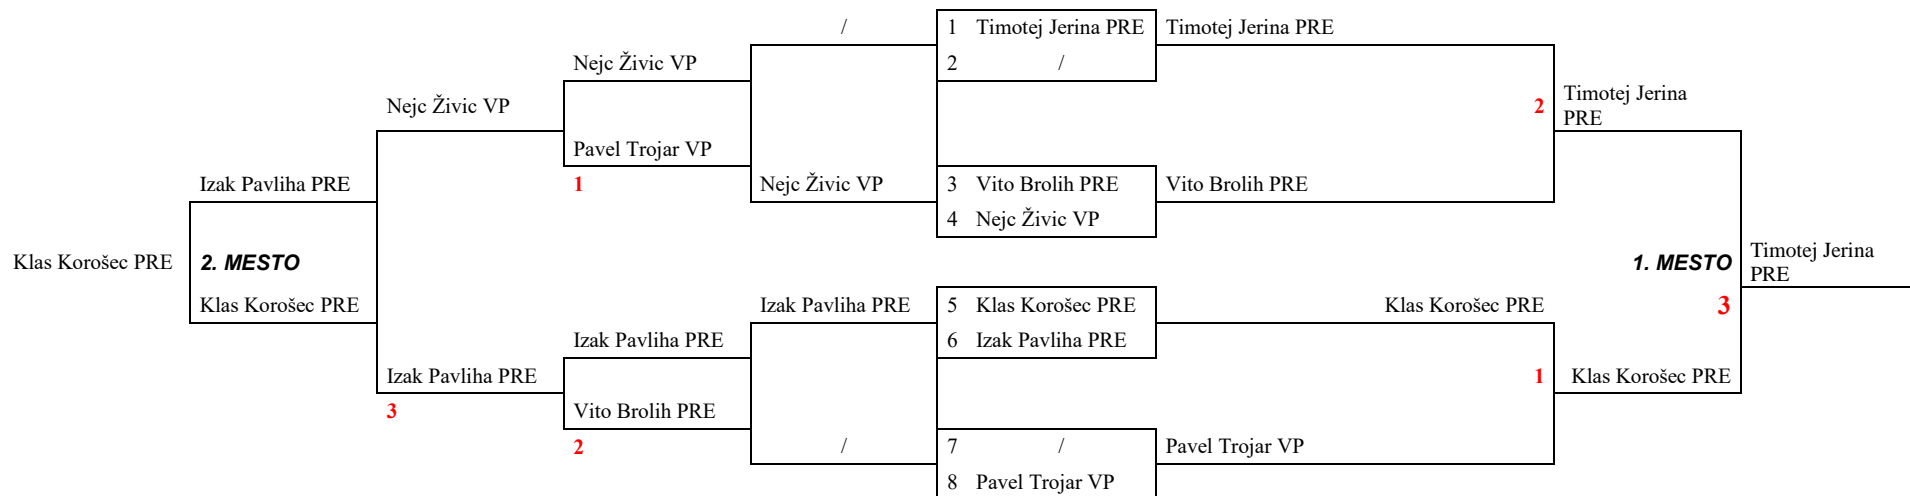 /
1 Timotej Jerina PRE
Timotej Jerina PRE
Nejc Živic VP
2 /
Nejc Živic VP
2
Timotej Jerina
PRE
Pavel Trojar VP
Izak Pavliha PRE
1
Nejc Živic VP
3 Vito Brolih PRE
Vito Brolih PRE
4 Nejc Živic VP
Klas Korošec PRE
2. MESTO
1. MESTO
Timotej Jerina
PRE
Klas Korošec PRE
Izak Pavliha PRE
5 Klas Korošec PRE
Klas Korošec PRE
3
Izak Pavliha PRE
6 Izak Pavliha PRE
Izak Pavliha PRE
1
Klas Korošec PRE
3
Vito Brolih PRE
2
/
7 /
Pavel Trojar VP
8 Pavel Trojar VP